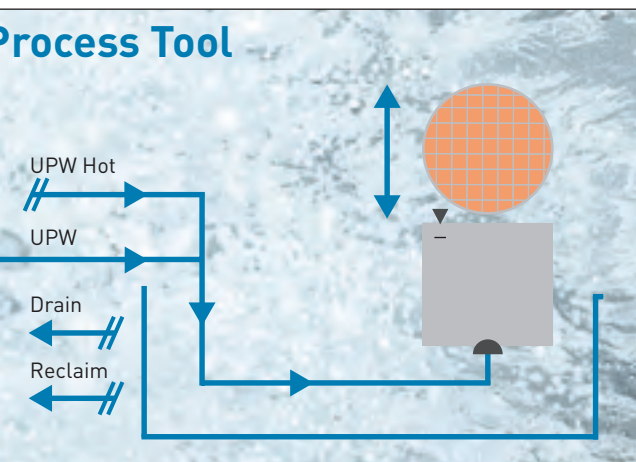 Process Tool
UPW Hot
UPW
Drain
Reclaim